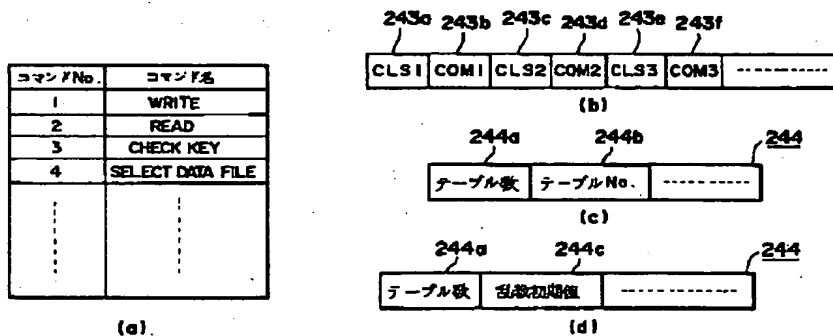 コマンドNo. コマンド名
1 WRITE
2 READ
3 CHECK KEY
4 SELECT DATA FILE
(a)
243a 243b 243c 243d 243e 243f
CLS1 COM1 CLS2 COM2 CLS3 COM3
(b)
244a 244b 244
テーブル数 テーブルNo.
(c)
244a 244c 244
テーブル数 乱数初期値
(d)